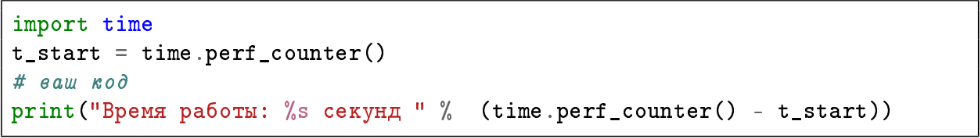 import time
t_start = time.perf_counter()
# ваш код
print("Время работы: %s секунд " %  (time.perf_counter() - t_start))